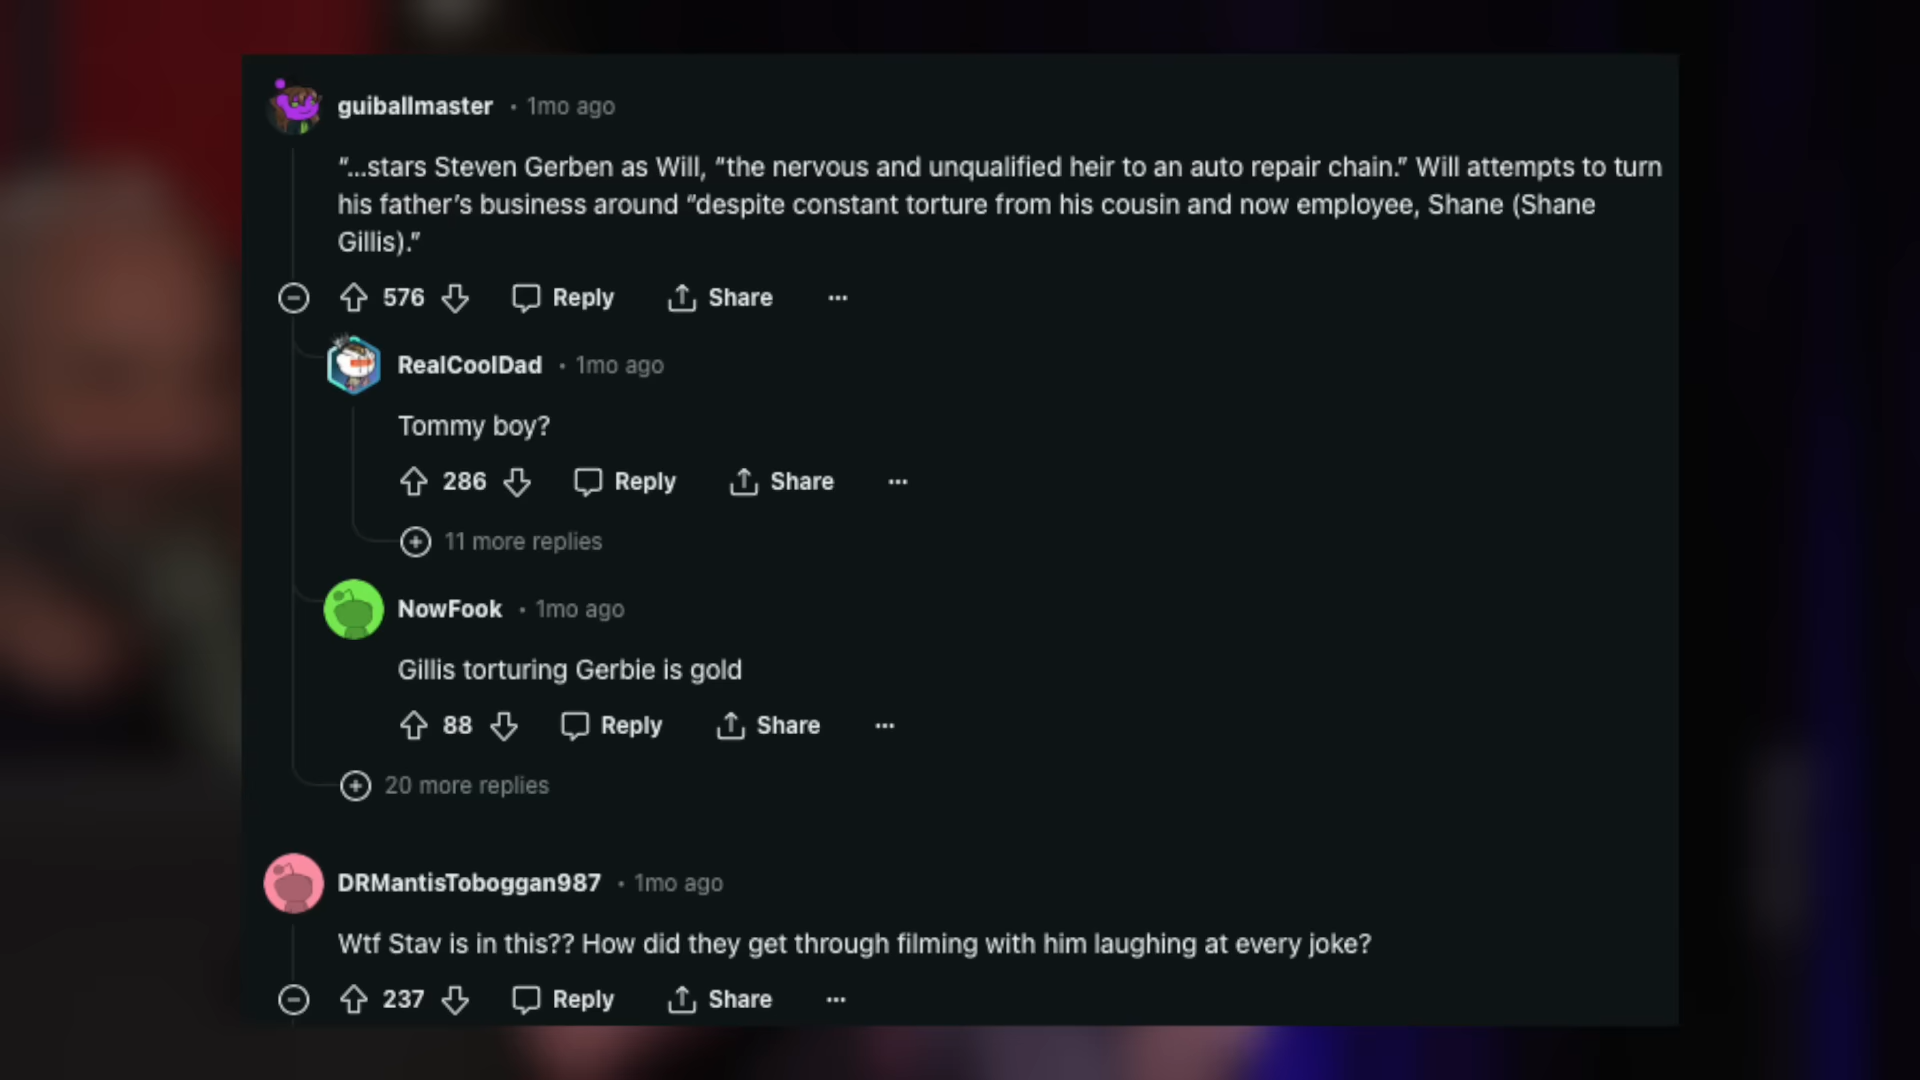 guiballmaster • 1mo ago
“...stars Steven Gerben as Will, “the nervous and unqualified heir to an auto repair chain.” Will attempts to turn
his father’s business around “despite constant torture from his cousin and now employee, Shane (Shane
Gillis).”
576 Reply Share ...
RealCoolDad • 1mo ago
Tommy boy?
286 Reply Share ...
11 more replies
NowFook • 1mo ago
Gillis torturing Gerbie is gold
88 Reply Share ...
20 more replies
DRMantisToboggan987 • 1mo ago
Wtf Stav is in this?? How did they get through filming with him laughing at every joke?
237 Reply Share ...